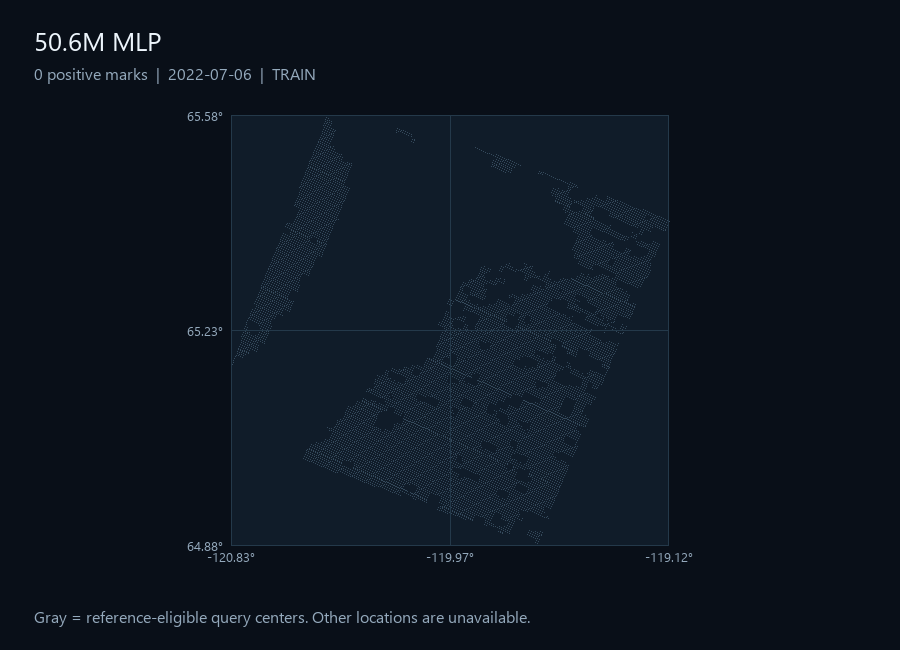 50.6M MLP
0 positive marks | 2022-07-06 | TRAIN
65.58°
65.23°
64.88°
-120.83° -119.97° -119.12°
Gray = reference-eligible query centers. Other locations are unavailable.